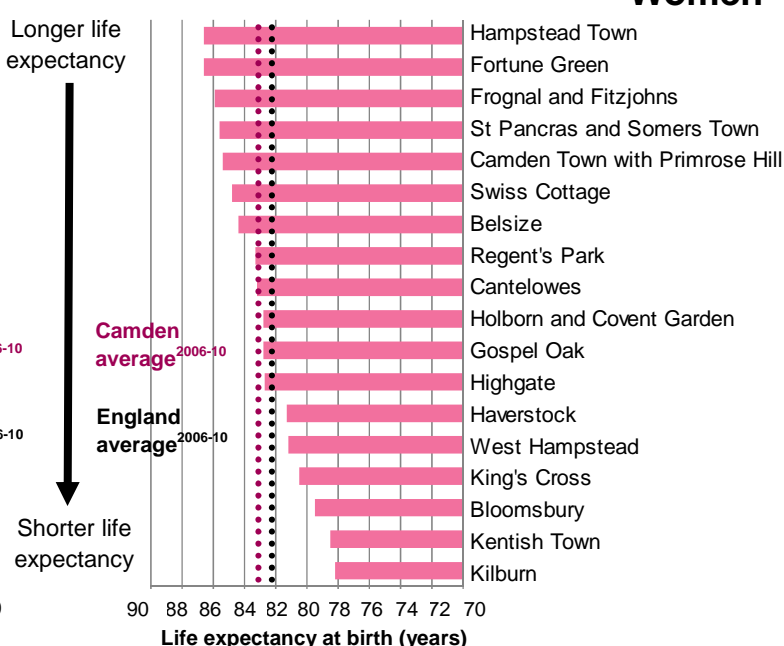 Longer life
expectancy
Hampstead Town
Fortune Green
Frognal and Fitzjohns
St Pancras and Somers Town
Camden Town with Primrose Hill
Swiss Cottage
Belsize
Regent's Park
Cantelowes
Holborn and Covent Garden
Gospel Oak
Highgate
Haverstock
West Hampstead
King's Cross
Bloomsbury
Kentish Town
Kilburn
Camden
average2006-10
England
average2006-10
-10
-10
Shorter life
expectancy
90 88 86 84 82 80 78 76 74 72 70
Life expectancy at birth (years)